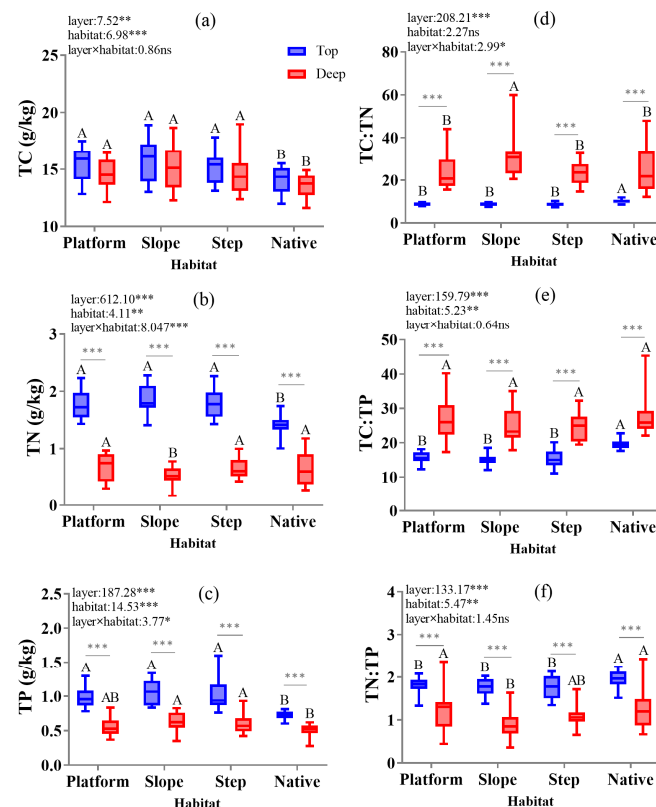 (a)
layer:7.52**
habitat:6.98***
layer×habitat:0.86ns
Top
Deep
TC (g/kg)
25
20
15
10
A A A A A A B B
Platform Slope Step Native
Habitat
(d)
layer:208.21***
habitat:2.27ns
layer×habitat:2.99*
TC:TN
80
60
40
20
0
*** *** *** ***
B B B A B B A B
Platform Slope Step Native
Habitat
(b)
layer:612.10***
habitat:4.11**
layer×habitat:8.047***
TN (g/kg)
3
2
1
0
*** *** *** ***
A A A B A A B A
Platform Slope Step Native
Habitat
(e)
layer:159.79***
habitat:5.23**
layer×habitat:0.64ns
TC:TP
50
40
30
20
10
0
*** *** *** ***
B A B A B A A A
Platform Slope Step Native
Habitat
(c)
layer:187.28***
habitat:14.53***
layer×habitat:3.77*
TP (g/kg)
2.5
2.0
1.5
1.0
0.5
0.0
*** *** *** ***
A AB A A A A B B
Platform Slope Step Native
Habitat
(f)
layer:133.17***
habitat:5.47**
layer×habitat:1.45ns
TN:TP
4
3
2
1
0
*** *** *** ***
B A B B B AB A A
Platform Slope Step Native
Habitat